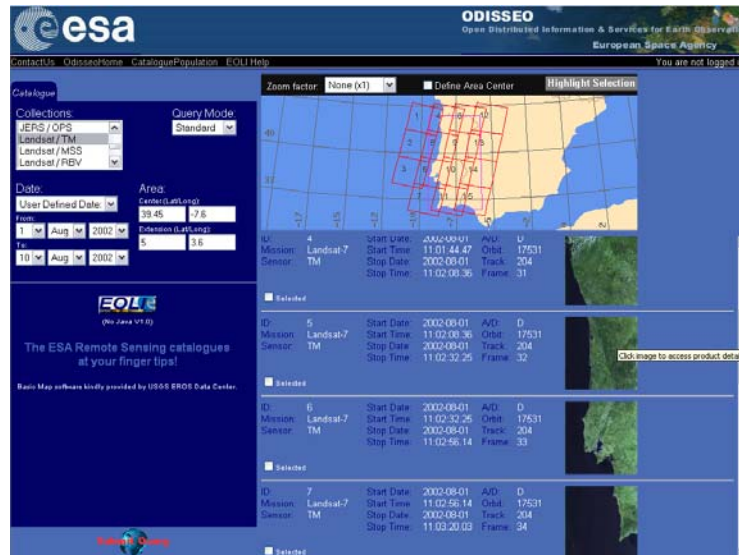 esa
ODISSEO
Open Distributed Information & Services for Earth Observati
European Space Agency
ContactUs OdisseoHome CataloguePopulation EOLI Help
You are not logged
Catalogue
Collections:
JERS / OPS
Landsat / TM
Landsat / MSS
Landsat / RBV
Query Mode:
Standard
Date:
User Defined Date:
From:
1 Aug 2002
To:
10 Aug 2002
Area:
Center(Lat/Long):
39.45 -7.6
Extension (Lat/Long):
5 3.6
EOLI
(No Java V1.0)
The ESA Remote Sensing catalogues
at your finger tips!
Basic Map software kindly provided by USGS EROS Data Center.
Zoom factor: None (x1)
Define Area Center
Highlight Selection
ID: 4 Start Date: 2002-08-01 A/D: D
Mission: Landsat-7 Start Time: 11:01:44.47 Orbit: 17531
Sensor: TM Stop Date: 2002-08-01 Track: 204
Stop Time: 11:02:08.36 Frame: 31
Selected
ID: 5 Start Date: 2002-08-01 A/D: D
Mission: Landsat-7 Start Time: 11:02:08.36 Orbit: 17531
Sensor: TM Stop Date: 2002-08-01 Track: 204
Stop Time: 11:02:32.25 Frame: 32
Click image to access product detai
Selected
ID: 6 Start Date: 2002-08-01 A/D: D
Mission: Landsat-7 Start Time: 11:02:32.25 Orbit: 17531
Sensor: TM Stop Date: 2002-08-01 Track: 204
Stop Time: 11:02:56.14 Frame: 33
Selected
ID: 7 Start Date: 2002-08-01 A/D: D
Mission: Landsat-7 Start Time: 11:02:56.14 Orbit: 17531
Sensor: TM Stop Date: 2002-08-01 Track: 204
Stop Time: 11:03:20.03 Frame: 34
Selected